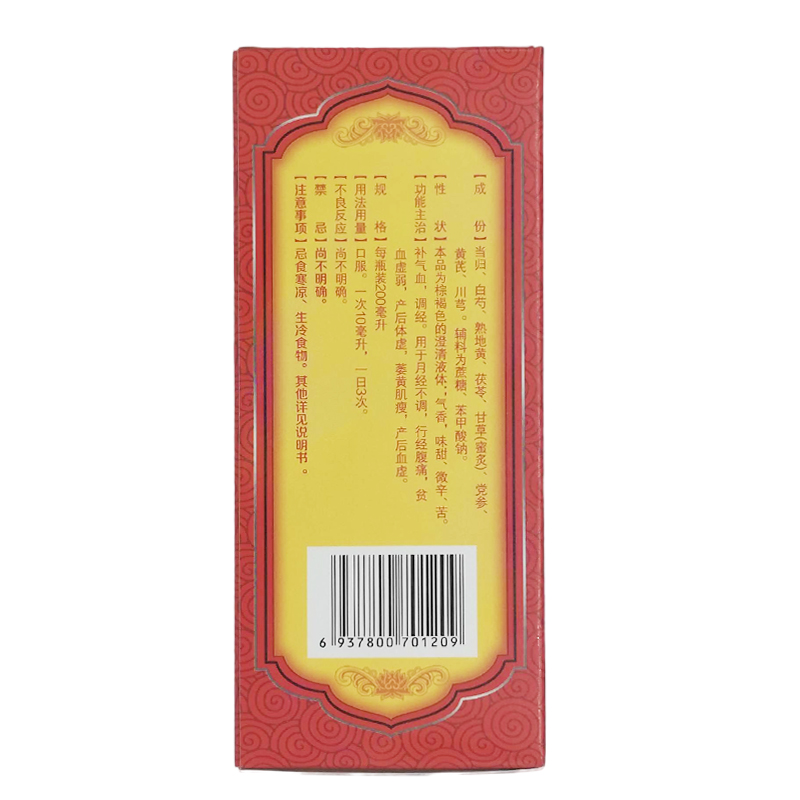 【成份】当归、白芍、熟地黄、茯苓、甘草(蜜炙)、党参、
黄芪、川芎。辅料为蔗糖、苯甲酸钠。
【性状】本品为棕褐色的澄清液体；气香，味甜、微辛、苦。
【功能主治】补气血，调经。用于月经不调，行经腹痛，贫
血虚弱，产后体虚，萎黄肌瘦，产后血虚。
【规格】每瓶装200毫升
【用法用量】口服。一次10毫升，一日3次。
【不良反应】尚不明确。
【禁忌】尚不明确。
【注意事项】忌食寒凉、生冷食物。其他详见说明书。
6 937800 701209